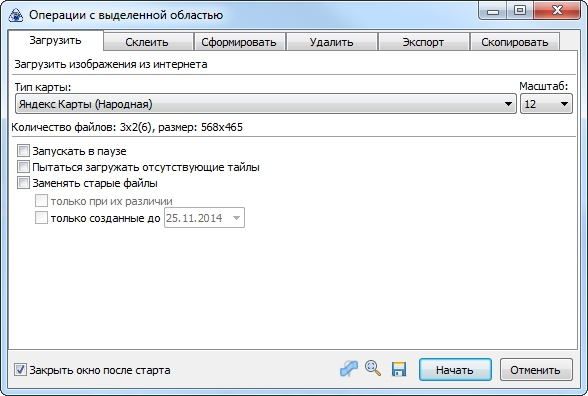 Операции с выделенной областью
Загрузить Склеить Сформировать Удалить Экспорт Скопировать
Загрузить изображения из интернета
Тип карты: Масштаб:
Яндекс Карты (Народная) 12
Количество файлов: 3x2(6), размер: 568x465
Запускать в паузе
Пытаться загружать отсутствующие тайлы
Заменять старые файлы
только при их различии
только созданные до 25.11.2014
Закрыть окно после старта Начать Отменить